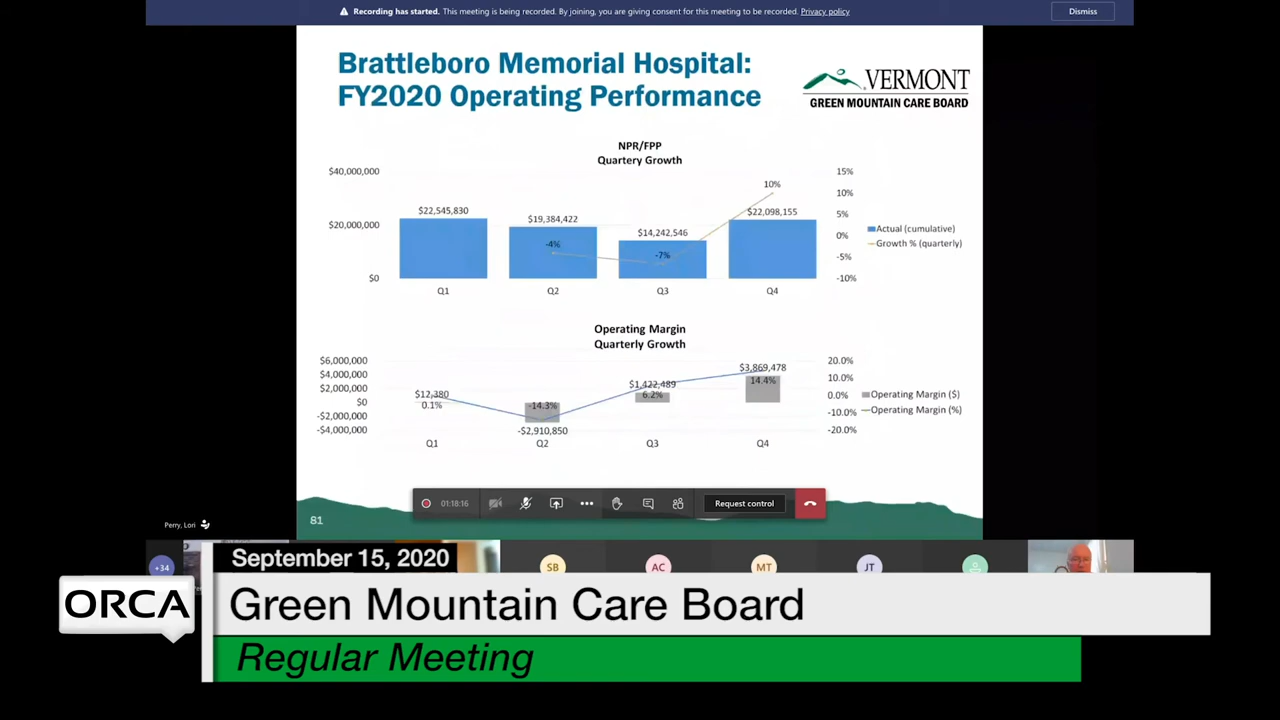 Recording has started. This meeting is being recorded. By joining, you are giving consent for this meeting to be recorded. Privacy policy
Dismiss
Brattleboro Memorial Hospital:
FY2020 Operating Performance
VERMONT
GREEN MOUNTAIN CARE BOARD
NPR/FPP
Quartery Growth
$40,000,000
$20,000,000
$0
$22,545,830
$19,384,422
$14,242,546
$22,098,155
-4%
-7%
10%
15%
10%
5%
0%
-5%
-10%
Actual (cumulative)
Growth % (quarterly)
Q1
Q2
Q3
Q4
Operating Margin
Quarterly Growth
$6,000,000
$4,000,000
$2,000,000
$0
-$2,000,000
-$4,000,000
$12,380
0.1%
-14.3%
-$2,910,850
$1,422,489
6.2%
$3,869,478
14.4%
20.0%
10.0%
0.0%
-10.0%
-20.0%
Operating Margin ($)
Operating Margin (%)
Q1
Q2
Q3
Q4
01:18:16
Request control
81
Perry, Lori
+34
SB
AC
MT
JT
September 15, 2020
ORCA
Green Mountain Care Board
Regular Meeting